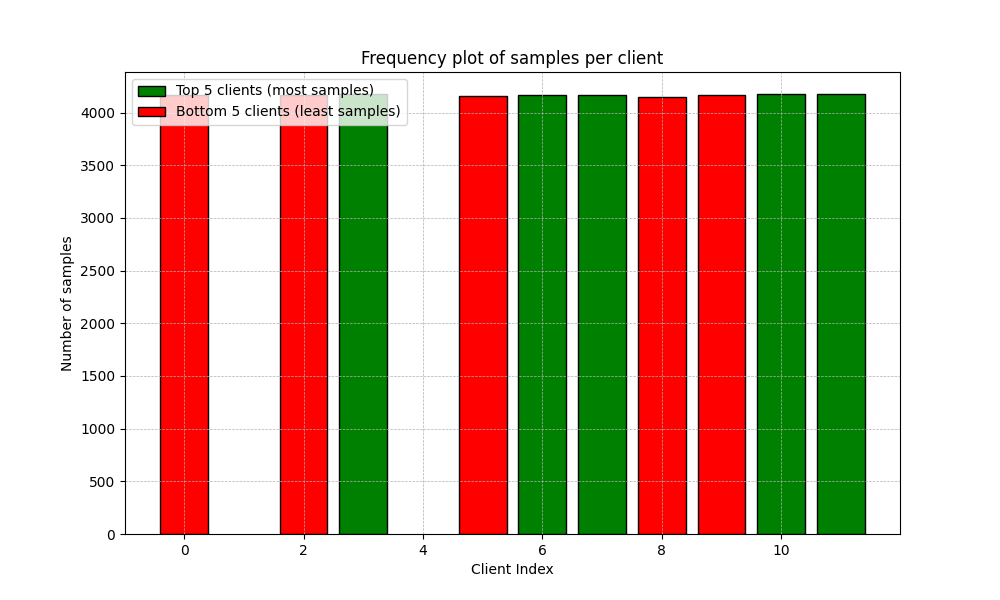 Frequency plot of samples per client
Top 5 clients (most samples)
Bottom 5 clients (least samples)
Number of samples
4000
3500
3000
2500
2000
1500
1000
500
0
0 2 4 6 8 10
Client Index